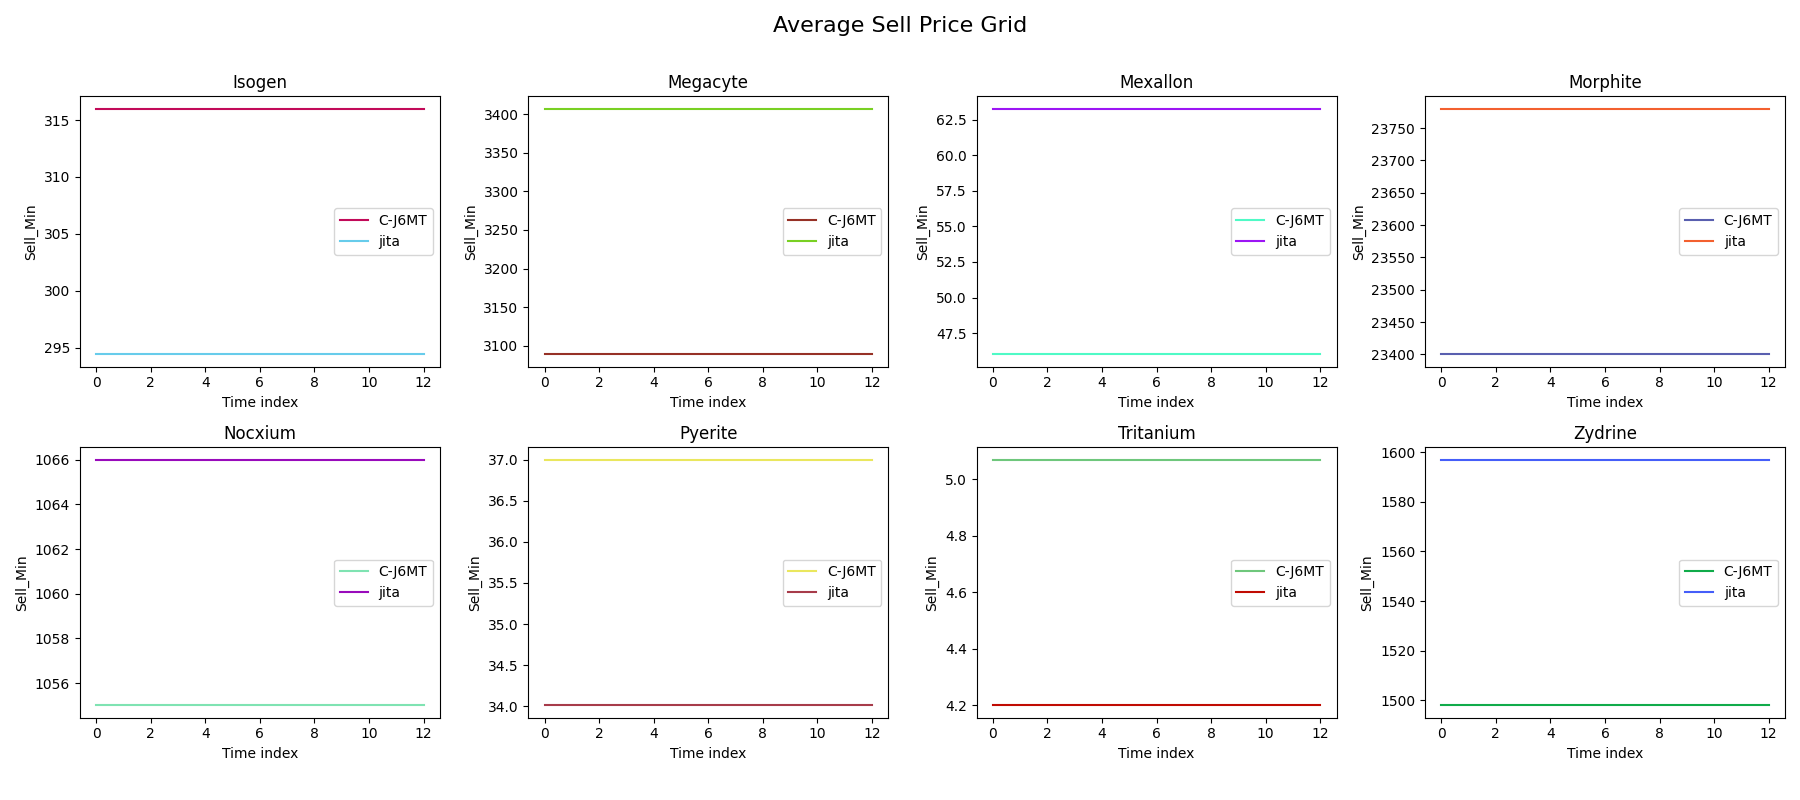 Average Sell Price Grid
Isogen
Sell_Min
315
310
305
300
295
C-J6MT
jita
0 2 4 6 8 10 12
Time index
Megacyte
Sell_Min
3400
3350
3300
3250
3200
3150
3100
C-J6MT
jita
0 2 4 6 8 10 12
Time index
Mexallon
Sell_Min
62.5
60.0
57.5
55.0
52.5
50.0
47.5
C-J6MT
jita
0 2 4 6 8 10 12
Time index
Morphite
Sell_Min
23750
23700
23650
23600
23550
23500
23450
23400
C-J6MT
jita
0 2 4 6 8 10 12
Time index
Nocxium
Sell_Min
1066
1064
1062
1060
1058
1056
C-J6MT
jita
0 2 4 6 8 10 12
Time index
Pyerite
Sell_Min
37.0
36.5
36.0
35.5
35.0
34.5
34.0
C-J6MT
jita
0 2 4 6 8 10 12
Time index
Tritanium
Sell_Min
5.0
4.8
4.6
4.4
4.2
C-J6MT
jita
0 2 4 6 8 10 12
Time index
Zydrine
Sell_Min
1600
1580
1560
1540
1520
1500
C-J6MT
jita
0 2 4 6 8 10 12
Time index